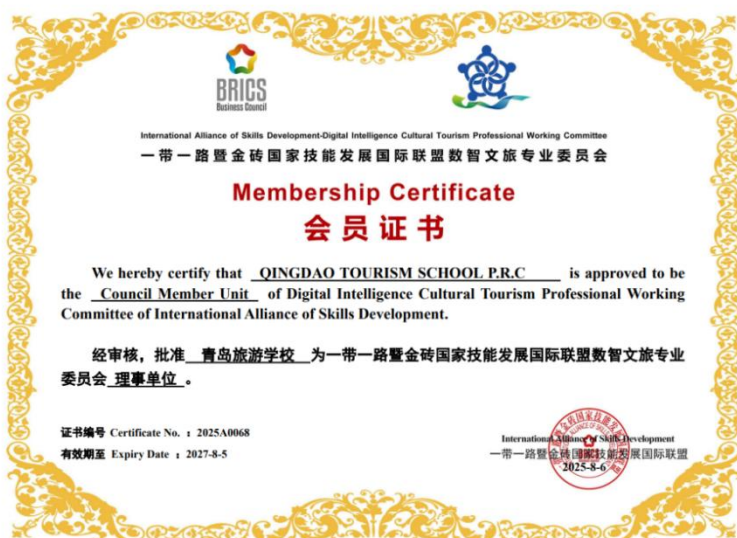 BRICS
Business Council
International Alliance of Skills Development-Digital Intelligence Cultural Tourism Professional Working Committee
一带一路暨金砖国家技能发展国际联盟数智文旅专业委员会
Membership Certificate
会员证书
We hereby certify that QINGDAO TOURISM SCHOOL P.R.C is approved to be
the Council Member Unit of Digital Intelligence Cultural Tourism Professional Working
Committee of International Alliance of Skills Development.
经审核，批准 青岛旅游学校 为一带一路暨金砖国家技能发展国际联盟数智文旅专业
委员会 理事单位 。
证书编号 Certificate No. ：2025A0068
有效期至 Expiry Date ：2027-8-5
International Alliance of Skills Development
一带一路暨金砖国家技能发展国际联盟
2025-8-6